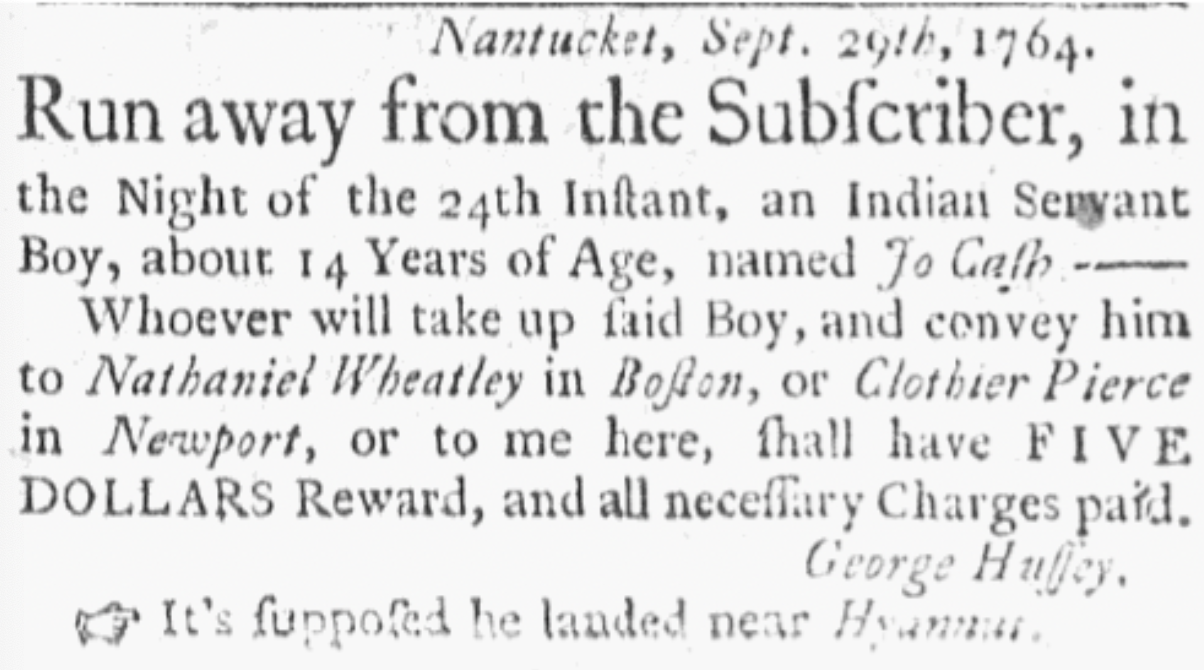 Nantucket, Sept. 29th, 1764.
Run away from the Subſcriber, in
the Night of the 24th Inſtant, an Indian Servant
Boy, about 14 Years of Age, named Jo Caſh ——
Whoever will take up ſaid Boy, and convey him
to Nathaniel Wheatley in Boſton, or Clothier Pierce
in Newport, or to me here, ſhall have FIVE
DOLLARS Reward, and all neceſſary Charges paid.
George Huſſey.
☞ It's ſuppoſed he landed near Hyannus.